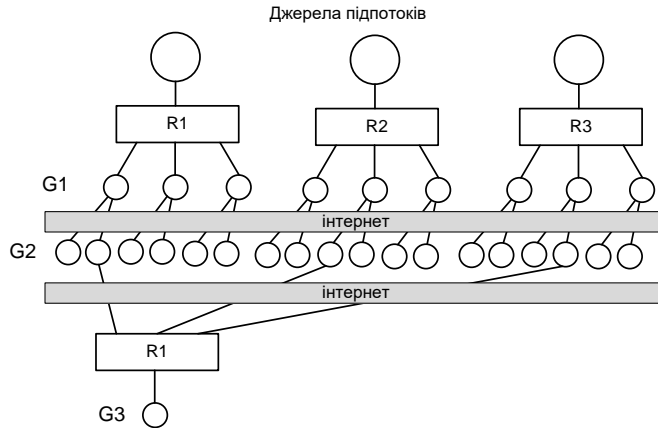 Джерела підпотоків
R1
R2
R3
G1
інтернет
G2
інтернет
R1
G3